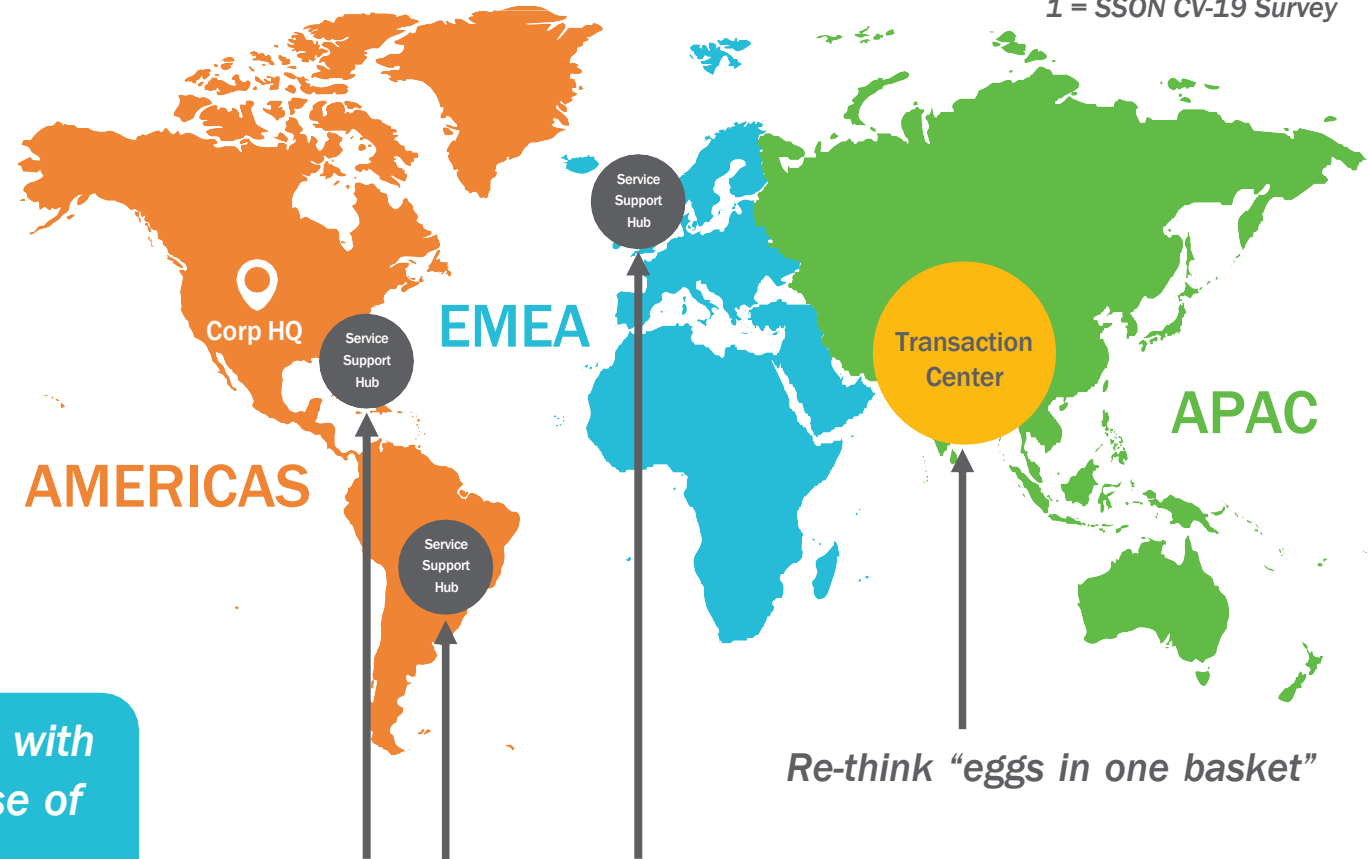 1 = SSON CV-19 Survey
Service
Support
Hub
EMEA
Corp HQ
Service
Support
Hub
Transaction
Center
APAC
AMERICAS
Service
Support
Hub
with
Re-think “eggs in one basket”
of